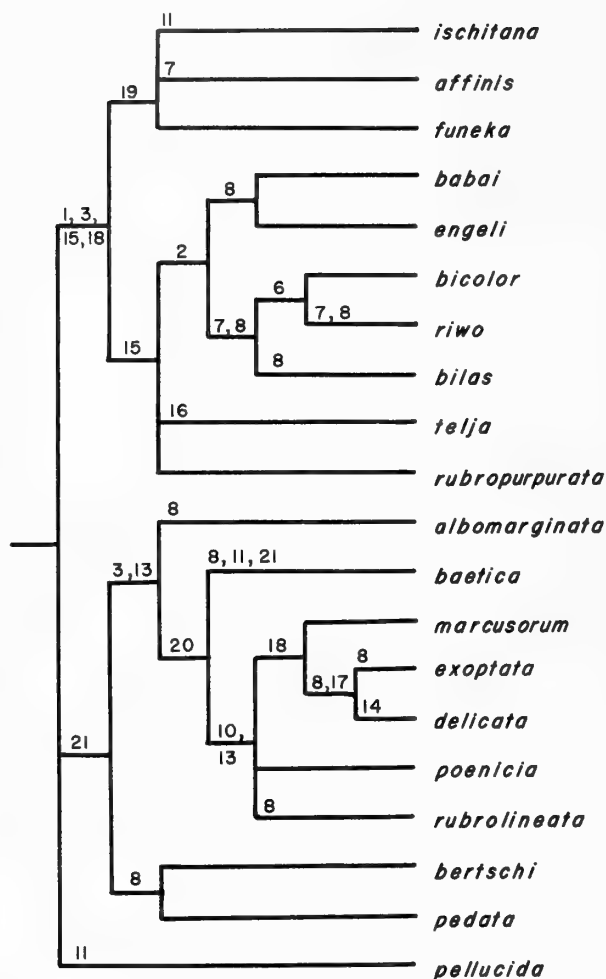 11
ischitana
7
affinis
19
funeka
8
babai
1, 3,
15, 18
engeli
2
6
bicolor
7, 8
7, 8
riwo
15
8
bilas
16
telja
rubropurpurata
8
albomarginata
3, 13
8, 11, 21
baetica
20
18
marcusorum
8
exoptata
8, 17
14
delicata
21
10,
13
poenicia
8
rubrolineata
8
bertschi
pedata
11
pellucida